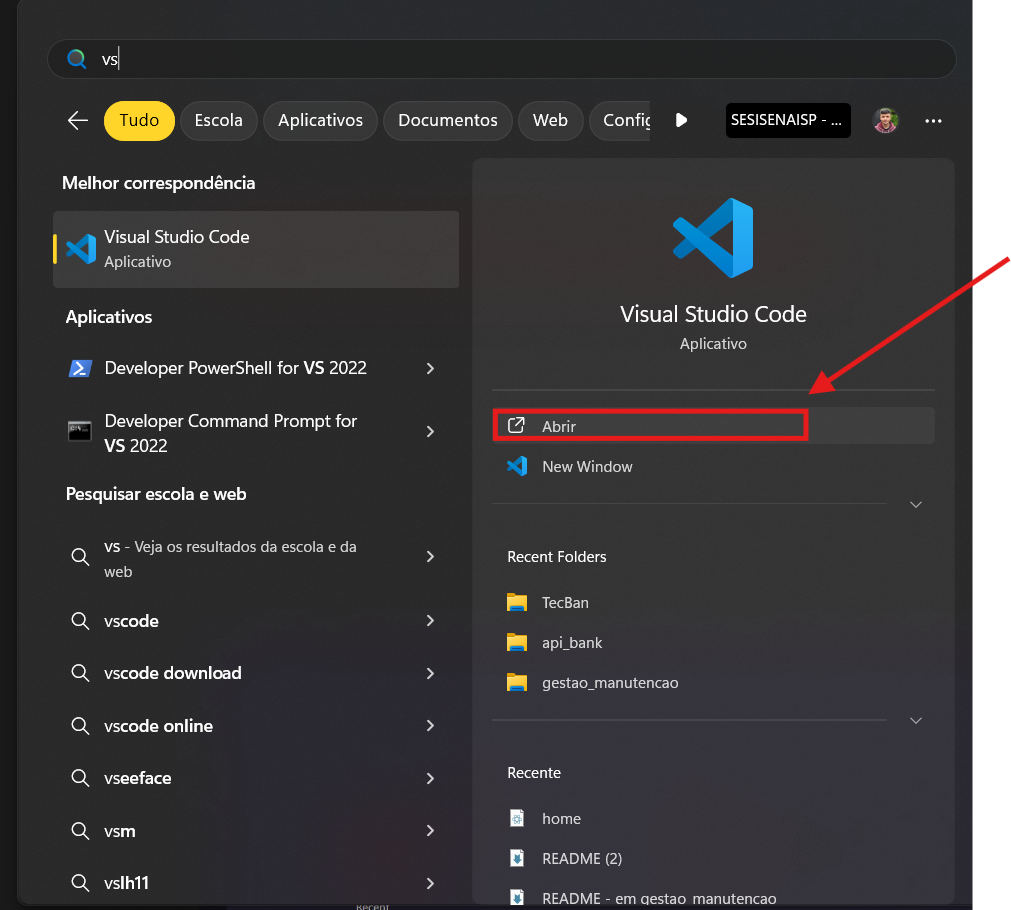 vs
Tudo
Escola
Aplicativos
Documentos
Web
SESISENAISP - ...
Melhor correspondência
Visual Studio Code
Aplicativo
Aplicativos
Developer PowerShell for VS 2022
Developer Command Prompt for
VS 2022
Pesquisar escola e web
vs - Veja os resultados da escola e da
web
vscode
vscode download
vscode online
vseeface
vsm
vslh11
Visual Studio Code
Aplicativo
Abrir
New Window
Recent Folders
TecBan
api_bank
gestao_manutencao
Recente
home
README (2)
README - em gestao_manutencao
Recent